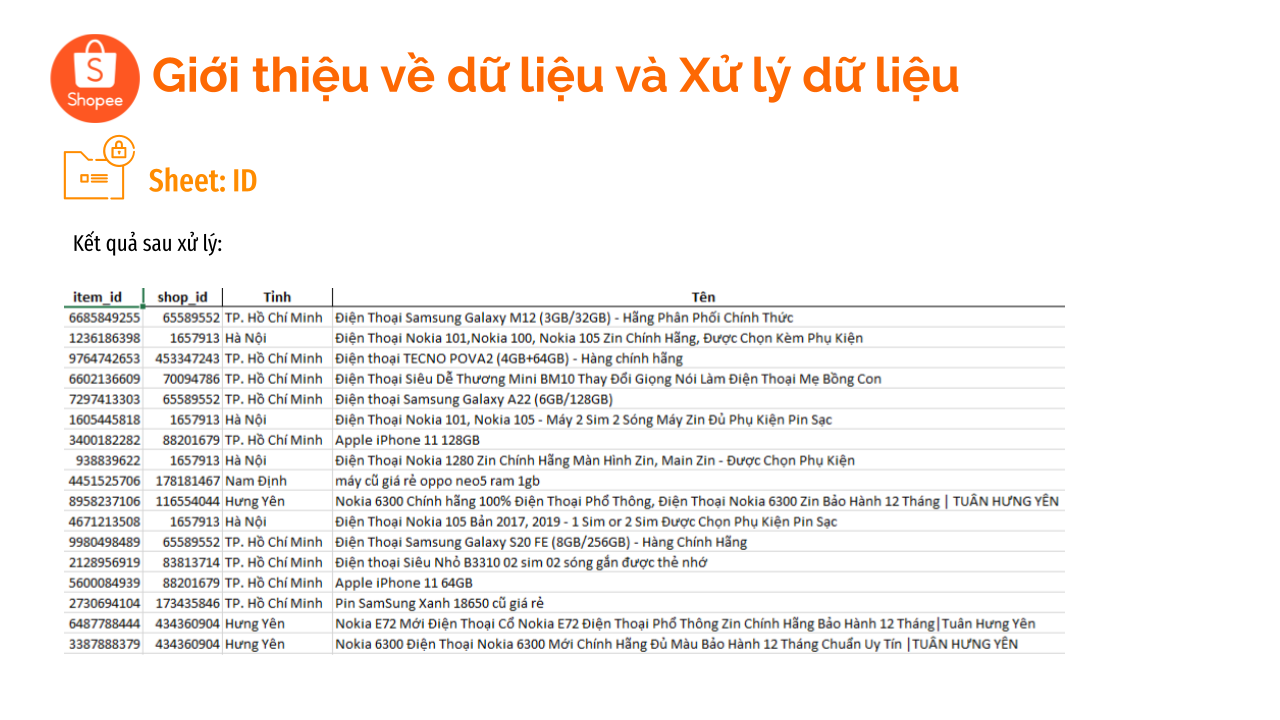 Shopee
Giới thiệu về dữ liệu và Xử lý dữ liệu
Sheet: ID
Kết quả sau xử lý:
item_id shop_id Tỉnh Tên
6685849255 65589552 TP. Hồ Chí Minh Điện Thoại Samsung Galaxy M12 (3GB/32GB) - Hãng Phân Phối Chính Thức
1236186398 1657913 Hà Nội Điện Thoại Nokia 101,Nokia 100, Nokia 105 Zin Chính Hãng, Được Chọn Kèm Phụ Kiện
9764742653 453347243 TP. Hồ Chí Minh Điện thoại TECNO POVA2 (4GB+64GB) - Hàng chính hãng
6602136609 70094786 TP. Hồ Chí Minh Điện Thoại Siêu Dễ Thương Mini BM10 Thay Đổi Giọng Nói Làm Điện Thoại Mẹ Bồng Con
7297413303 65589552 TP. Hồ Chí Minh Điện thoại Samsung Galaxy A22 (6GB/128GB)
1605445818 1657913 Hà Nội Điện Thoại Nokia 101, Nokia 105 - Máy 2 Sim 2 Sóng Máy Zin Đủ Phụ Kiện Pin Sạc
3400182282 88201679 TP. Hồ Chí Minh Apple iPhone 11 128GB
938839622 1657913 Hà Nội Điện Thoại Nokia 1280 Zin Chính Hãng Màn Hình Zin, Main Zin - Được Chọn Phụ Kiện
4451525706 178181467 Nam Định máy cũ giá rẻ oppo neo5 ram 1gb
8958237106 116554044 Hưng Yên Nokia 6300 Chính hãng 100% Điện Thoại Phổ Thông, Điện Thoại Nokia 6300 Zin Bảo Hành 12 Tháng | TUẤN HƯNG YÊN
4671213508 1657913 Hà Nội Điện Thoại Nokia 105 Bản 2017, 2019 - 1 Sim or 2 Sim Được Chọn Phụ Kiện Pin Sạc
9980498489 65589552 TP. Hồ Chí Minh Điện Thoại Samsung Galaxy S20 FE (8GB/256GB) - Hàng Chính Hãng
2128956919 83813714 TP. Hồ Chí Minh Điện thoại Siêu Nhỏ B3310 02 sim 02 sóng gắn được thẻ nhớ
5600084939 88201679 TP. Hồ Chí Minh Apple iPhone 11 64GB
2730694104 173435846 TP. Hồ Chí Minh Pin SamSung Xanh 18650 cũ giá rẻ
6487788444 434360904 Hưng Yên Nokia E72 Mới Điện Thoại Cổ Nokia E72 Điện Thoại Phổ Thông Zin Chính Hãng Bảo Hành 12 Tháng|Tuân Hưng Yên
3387888379 434360904 Hưng Yên Nokia 6300 Điện Thoại Nokia 6300 Mới Chính Hãng Đủ Màu Bảo Hành 12 Tháng Chuẩn Uy Tín |TUẤN HƯNG YÊN